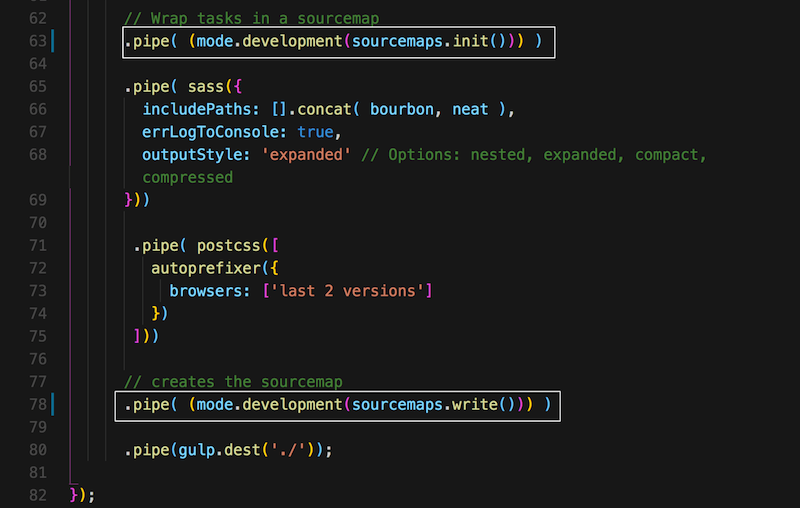 62 // Wrap tasks in a sourcemap
63 .pipe( (mode.development(sourcemaps.init())) )
64
65 .pipe( sass({
66 includePaths: [].concat( bourbon, neat ),
67 errLogToConsole: true,
68 outputStyle: 'expanded' // Options: nested, expanded, compact,
compressed
69 }))
70
71 .pipe( postcss([
72 autoprefixer({
73 browsers: ['last 2 versions']
74 })
75 ]))
76
77 // creates the sourcemap
78 .pipe( (mode.development(sourcemaps.write())) )
79
80 .pipe(gulp.dest('./'));
81
82 });